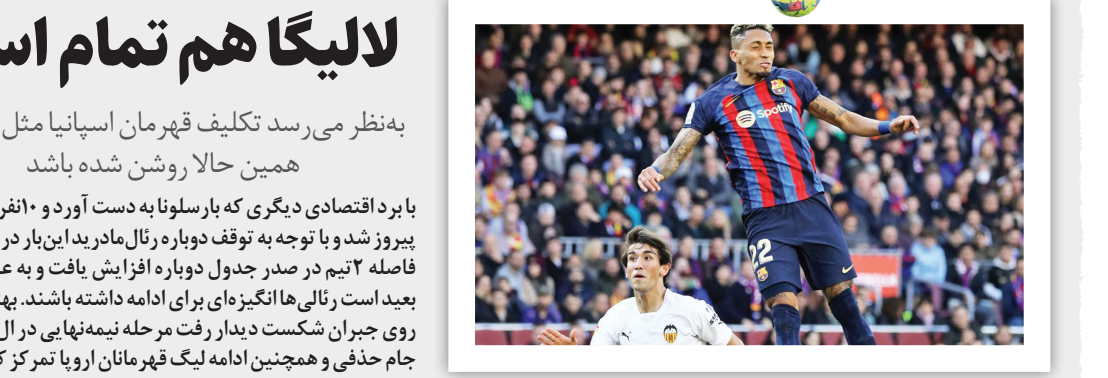 لالیگا هم تمام
به‌نظر می‌رسد تکلیف قهرمان اسپانیا مثل
همین حالا روشن شده باشد
با برد اقتصادی دیگری که بارسلونا به دست آورد و ۱۰نفر
پیروز شد و با توجه به توقف دوباره رئال‌مادرید این‌بار در
فاصله ۲تیم در صدر جدول دوباره افزایش یافت و به
بعید است رئالی‌ها انگیزه‌ای برای ادامه داشته باشند.
روی جبران شکست دیدار رفت مرحله نیمه‌نهایی در
جام حذفی و همچنین ادامه لیگ قهرمانان اروپا تمرکز
Spotify
22